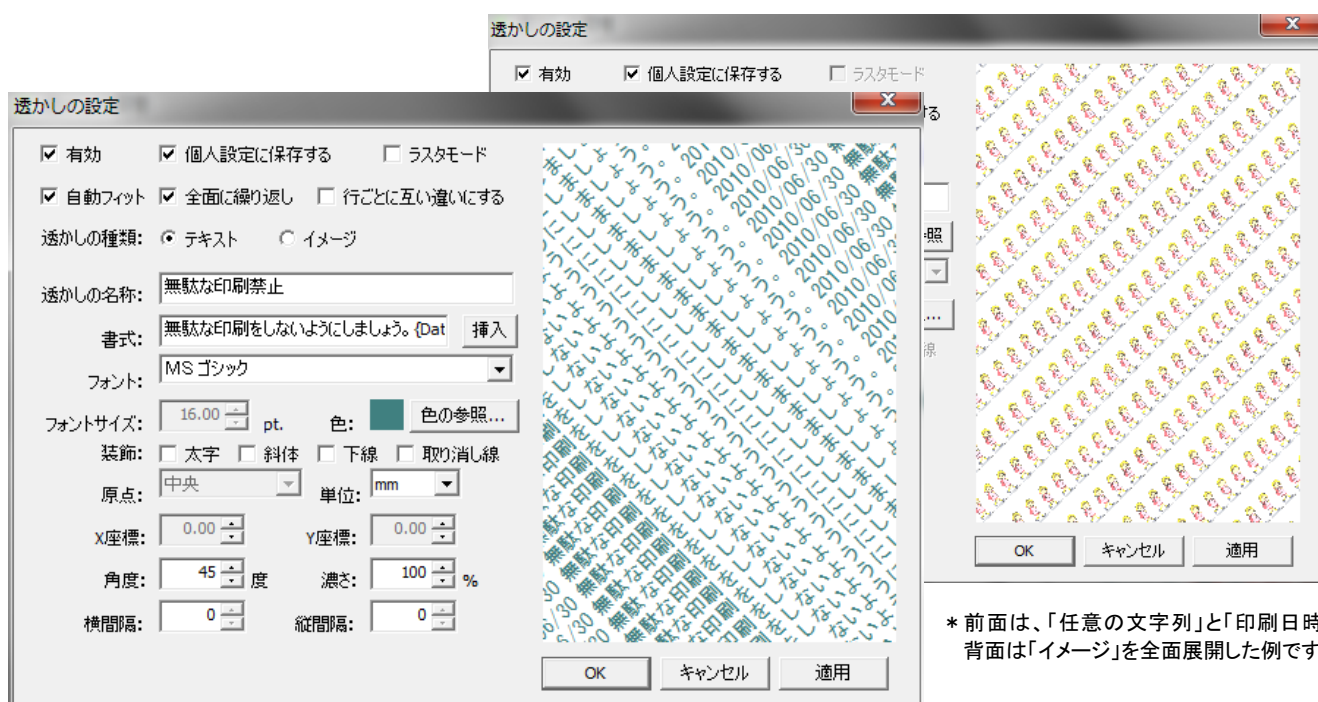 透かしの設定
有効 個人設定に保存する ラスタモード
する
参照
OK キャンセル 適用
透かしの設定
有効 個人設定に保存する ラスタモード
自動フィット 全面に繰り返し 行ごとに互い違いにする
透かしの種類: テキスト イメージ
透かしの名称: 無駄な印刷禁止
書式: 無駄な印刷をしないようにしましょう。{Dat 挿入
フォント: MS ゴシック
フォントサイズ: 16.00 pt. 色: 色の参照...
装飾: 太字 斜体 下線 取り消し線
原点: 中央 単位: mm
X座標: 0.00 Y座標: 0.00
角度: 45 度 濃さ: 100 %
横間隔: 0 縦間隔: 0
無駄な印刷をしないようにしましょう。 2010/06/30
OK キャンセル 適用
*前面は、「任意の文字列」と「印刷日時
背面は「イメージ」を全面展開した例です